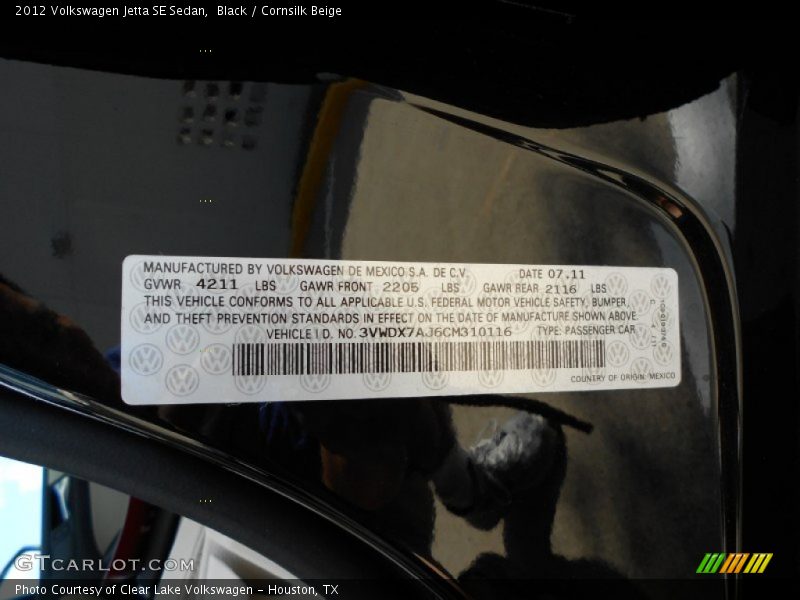 2012 Volkswagen Jetta SE Sedan, Black / Cornsilk Beige
MANUFACTURED BY VOLKSWAGEN DE MEXICO S.A. DE C.V. DATE 07.11
GVWR 4211 LBS GAWR FRONT 2205 LBS GAWR REAR 2116 LBS
THIS VEHICLE CONFORMS TO ALL APPLICABLE U.S. FEDERAL MOTOR VEHICLE SAFETY, BUMPER,
AND THEFT PREVENTION STANDARDS IN EFFECT ON THE DATE OF MANUFACTURE SHOWN ABOVE.
VEHICLE I D. NO. 3VWDX7AJ6CM310116 TYPE: PASSENGER CAR
COUNTRY OF ORIGIN: MEXICO
GTCARLOT.COM
Photo Courtesy of Clear Lake Volkswagen - Houston, TX